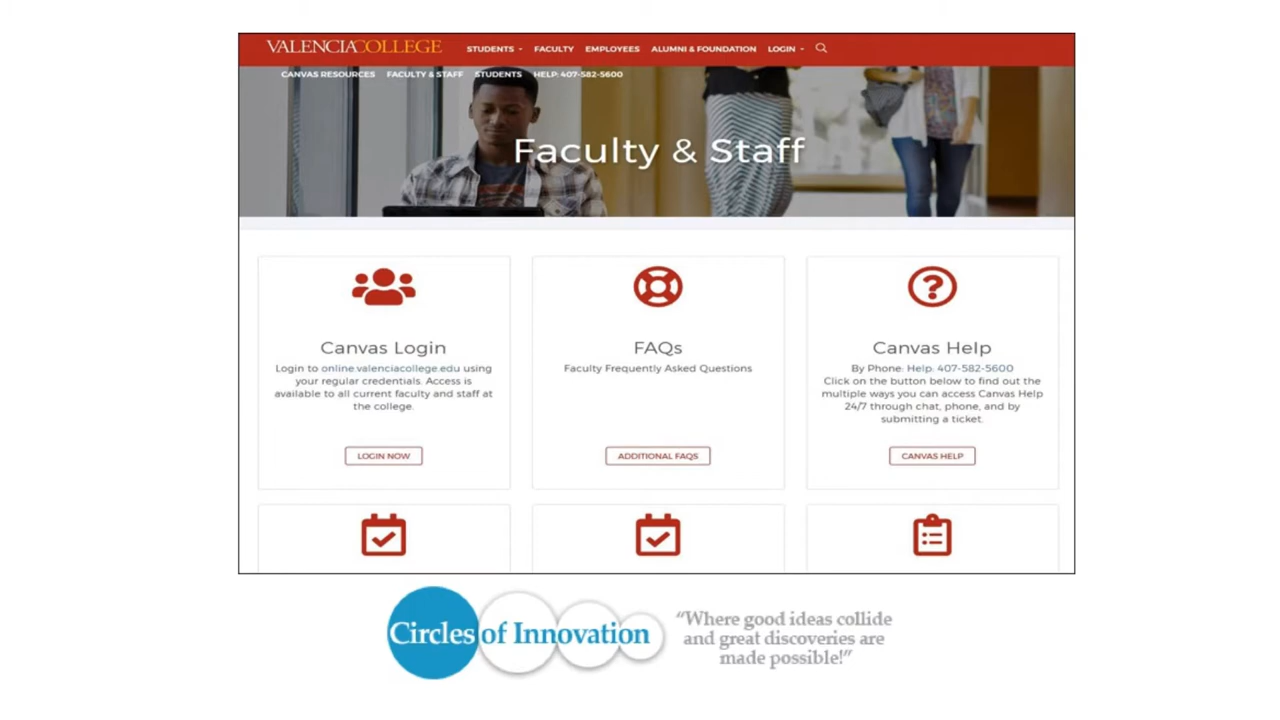 VALENCIACOLLEGE STUDENTS FACULTY EMPLOYEES ALUMNI & FOUNDATION LOGIN
CANVAS RESOURCES FACULTY & STAFF STUDENTS HELP: 407-582-5600
Faculty & Staff
Canvas Login
Login to online.valenciacollege.edu using
your regular credentials. Access is
available to all current faculty and staff at
the college.
LOGIN NOW
FAQs
Faculty Frequently Asked Questions
ADDITIONAL FAQS
Canvas Help
By Phone: Help: 407-582-5600
Click on the button below to find out the
multiple ways you can access Canvas Help
24/7 through chat, phone, and by
submitting a ticket.
CANVAS HELP
Circles of Innovation
“Where good ideas collide
and great discoveries are
made possible!”